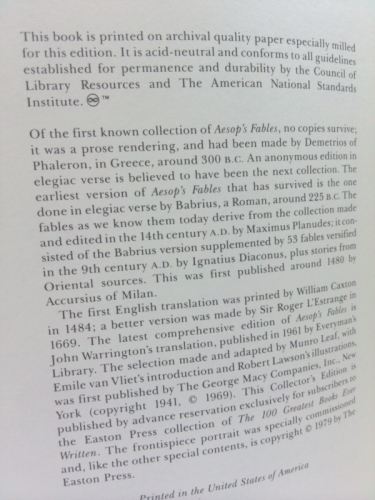 This book is printed on archival quality paper especially milled
for this edition. It is acid-neutral and conforms to all guidelines
established for permanence and durability by the Council of
Library Resources and The American National Standards
Institute. ♾™
Of the first known collection of Aesop's Fables, no copies survive;
it was a prose rendering, and had been made by Demetrios of
Phaleron, in Greece, around 300 B.C. An anonymous edition in
elegiac verse is believed to have been the next collection. The
earliest version of Aesop's Fables that has survived is the one
done in elegiac verse by Babrius, a Roman, around 225 B.C. The
fables as we know them today derive from the collection made
and edited in the 14th century A.D. by Maximus Planudes; it con-
sisted of the Babrius version supplemented by 53 fables versified
in the 9th century A.D. by Ignatius Diaconus, plus stories from
Oriental sources. This was first published around 1480 by
Accursius of Milan.
The first English translation was printed by William Caxton
in 1484; a better version was made by Sir Roger L'Estrange in
1669. The latest comprehensive edition of Aesop's Fables is
John Warrington's translation, published in 1961 by Everyman's
Library. The selection made and adapted by Munro Leaf, with
Emile van Vliet's introduction and Robert Lawson's illustrations,
was first published by The George Macy Companies, Inc., New
York (copyright 1941, © 1969). This Collector's Edition is
published by advance reservation exclusively for subscribers to
the Easton Press collection of The 100 Greatest Books Ever
Written. The frontispiece portrait was specially commissioned
and, like the other special contents, is copyright © 1979 by The
Easton Press.
Printed in the United States of America